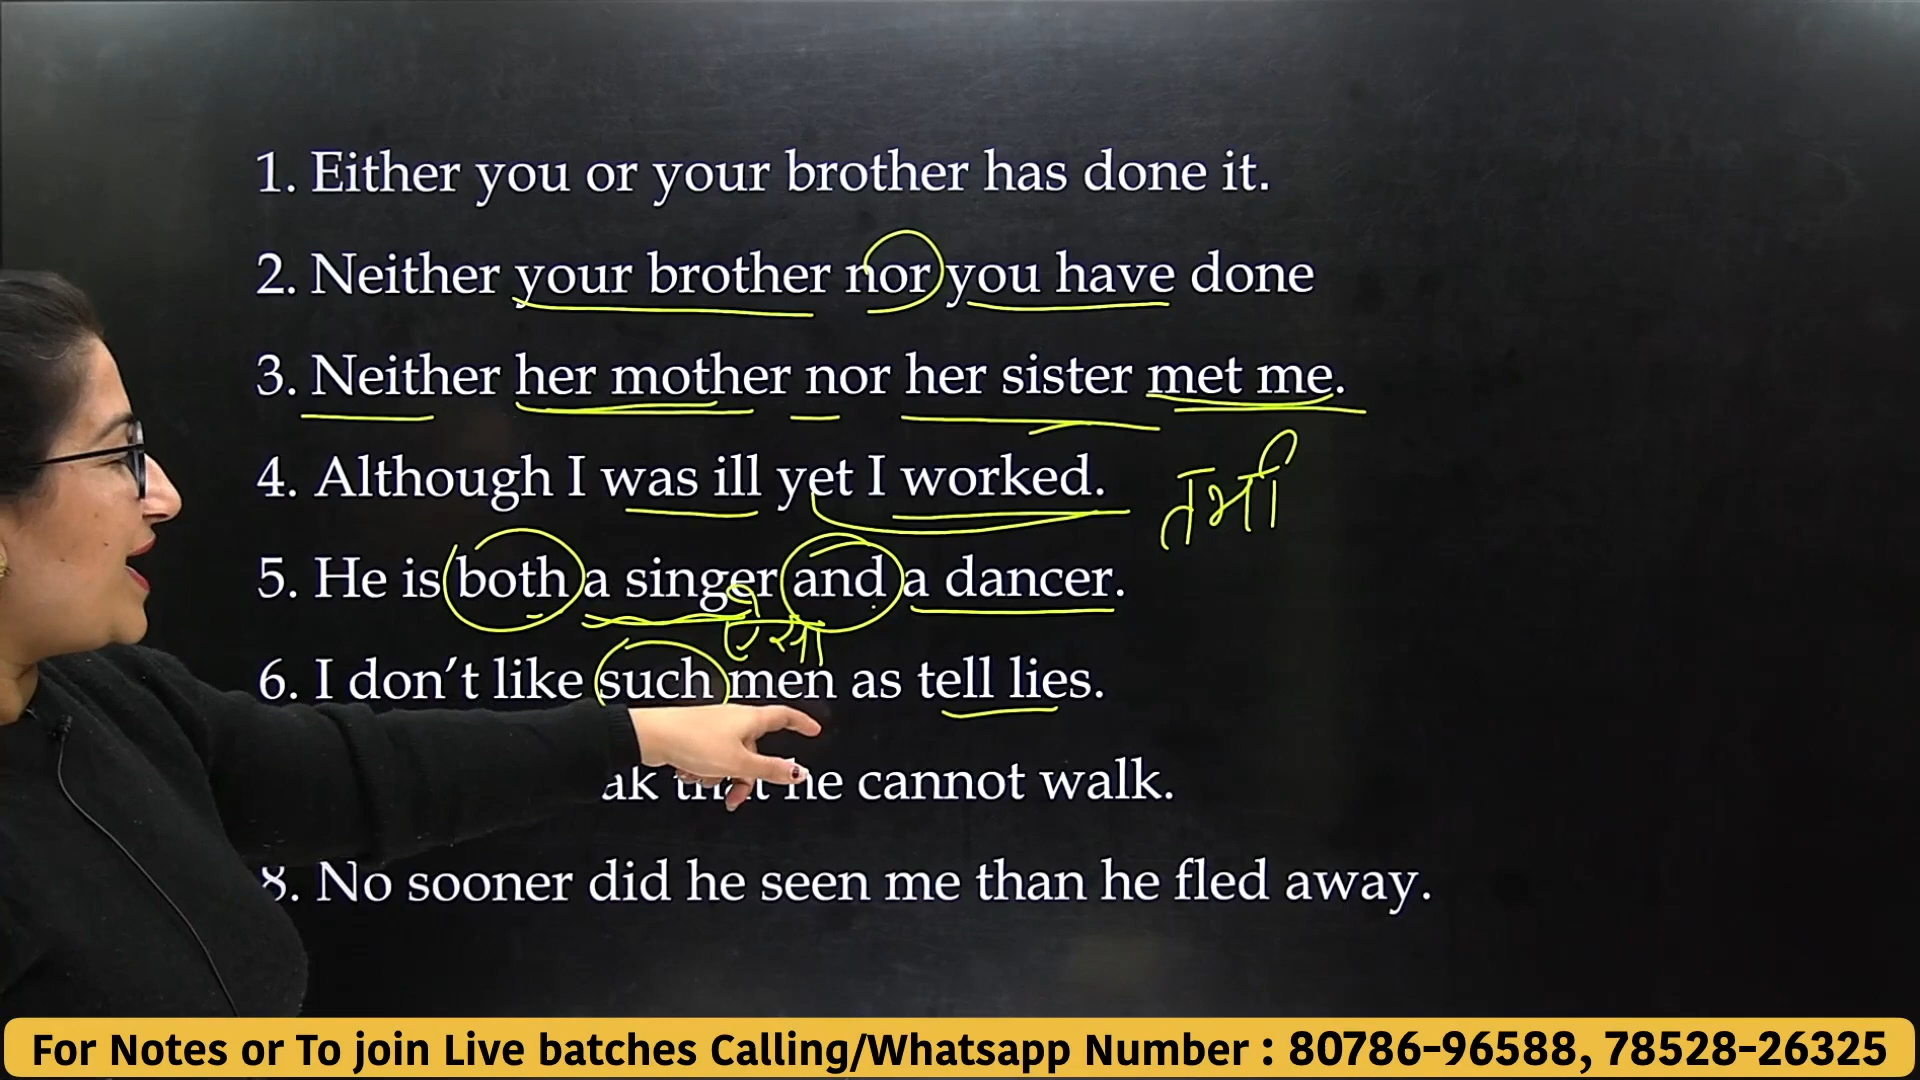 1. Either you or your brother has done it.
2. Neither your brother nor you have done
3. Neither her mother nor her sister met me.
4. Although I was ill yet I worked.
तभी
5. He is both a singer and a dancer.
ऐसा
6. I don't like such men as tell lies.
that he cannot walk.
8. No sooner did he seen me than he fled away.
For Notes or To join Live batches Calling/Whatsapp Number : 80786-96588, 78528-26325